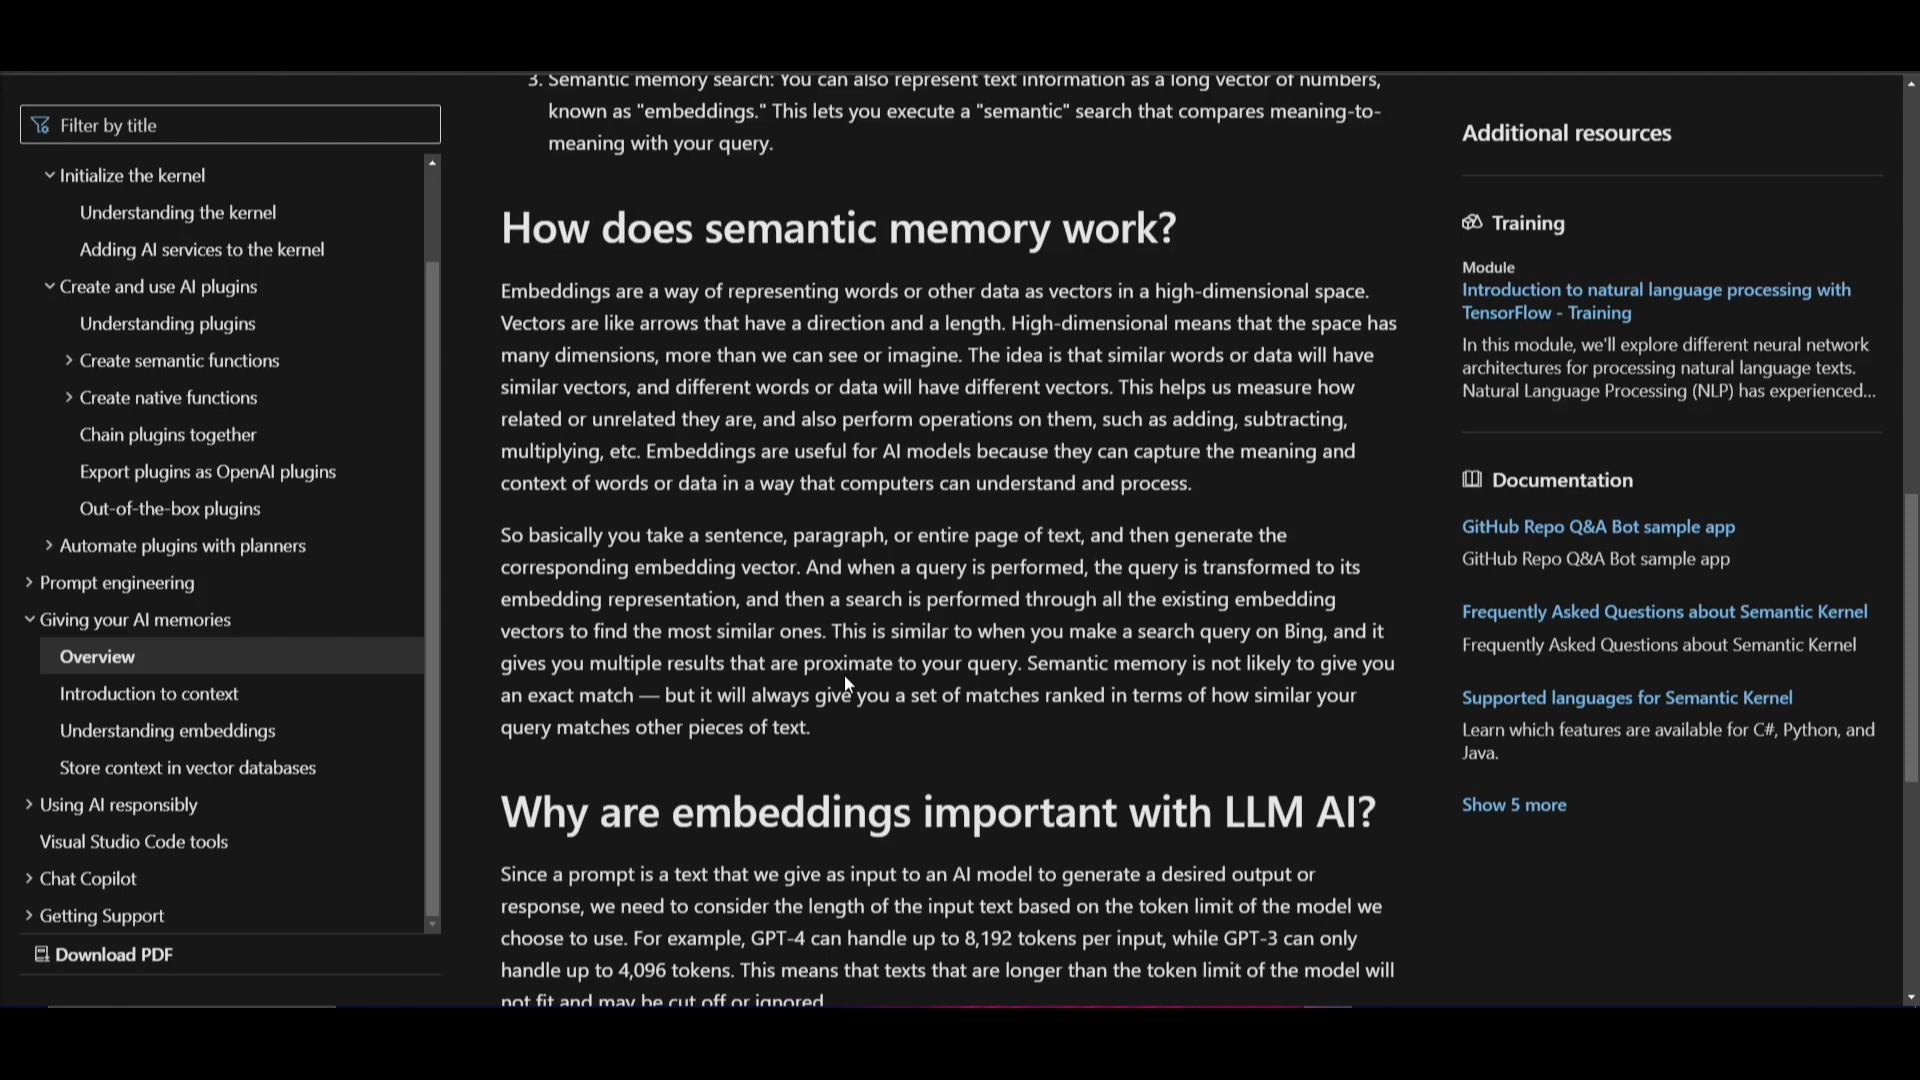 Filter by title
Initialize the kernel
Understanding the kernel
Adding AI services to the kernel
Create and use AI plugins
Understanding plugins
Create semantic functions
Create native functions
Chain plugins together
Export plugins as OpenAI plugins
Out-of-the-box plugins
Automate plugins with planners
Prompt engineering
Giving your AI memories
Overview
Introduction to context
Understanding embeddings
Store context in vector databases
Using AI responsibly
Visual Studio Code tools
Chat Copilot
Getting Support
Download PDF
3. Semantic memory search: You can also represent text information as a long vector of numbers,
known as "embeddings." This lets you execute a "semantic" search that compares meaning-to-
meaning with your query.
How does semantic memory work?
Embeddings are a way of representing words or other data as vectors in a high-dimensional space.
Vectors are like arrows that have a direction and a length. High-dimensional means that the space has
many dimensions, more than we can see or imagine. The idea is that similar words or data will have
similar vectors, and different words or data will have different vectors. This helps us measure how
related or unrelated they are, and also perform operations on them, such as adding, subtracting,
multiplying, etc. Embeddings are useful for AI models because they can capture the meaning and
context of words or data in a way that computers can understand and process.
So basically you take a sentence, paragraph, or entire page of text, and then generate the
corresponding embedding vector. And when a query is performed, the query is transformed to its
embedding representation, and then a search is performed through all the existing embedding
vectors to find the most similar ones. This is similar to when you make a search query on Bing, and it
gives you multiple results that are proximate to your query. Semantic memory is not likely to give you
an exact match — but it will always give you a set of matches ranked in terms of how similar your
query matches other pieces of text.
Why are embeddings important with LLM AI?
Since a prompt is a text that we give as input to an AI model to generate a desired output or
response, we need to consider the length of the input text based on the token limit of the model we
choose to use. For example, GPT-4 can handle up to 8,192 tokens per input, while GPT-3 can only
handle up to 4,096 tokens. This means that texts that are longer than the token limit of the model will
not fit and may be cut off or ignored.
Additional resources
Training
Module
Introduction to natural language processing with
TensorFlow - Training
In this module, we'll explore different neural network
architectures for processing natural language texts.
Natural Language Processing (NLP) has experienced...
Documentation
GitHub Repo Q&A Bot sample app
GitHub Repo Q&A Bot sample app
Frequently Asked Questions about Semantic Kernel
Frequently Asked Questions about Semantic Kernel
Supported languages for Semantic Kernel
Learn which features are available for C#, Python, and
Java.
Show 5 more